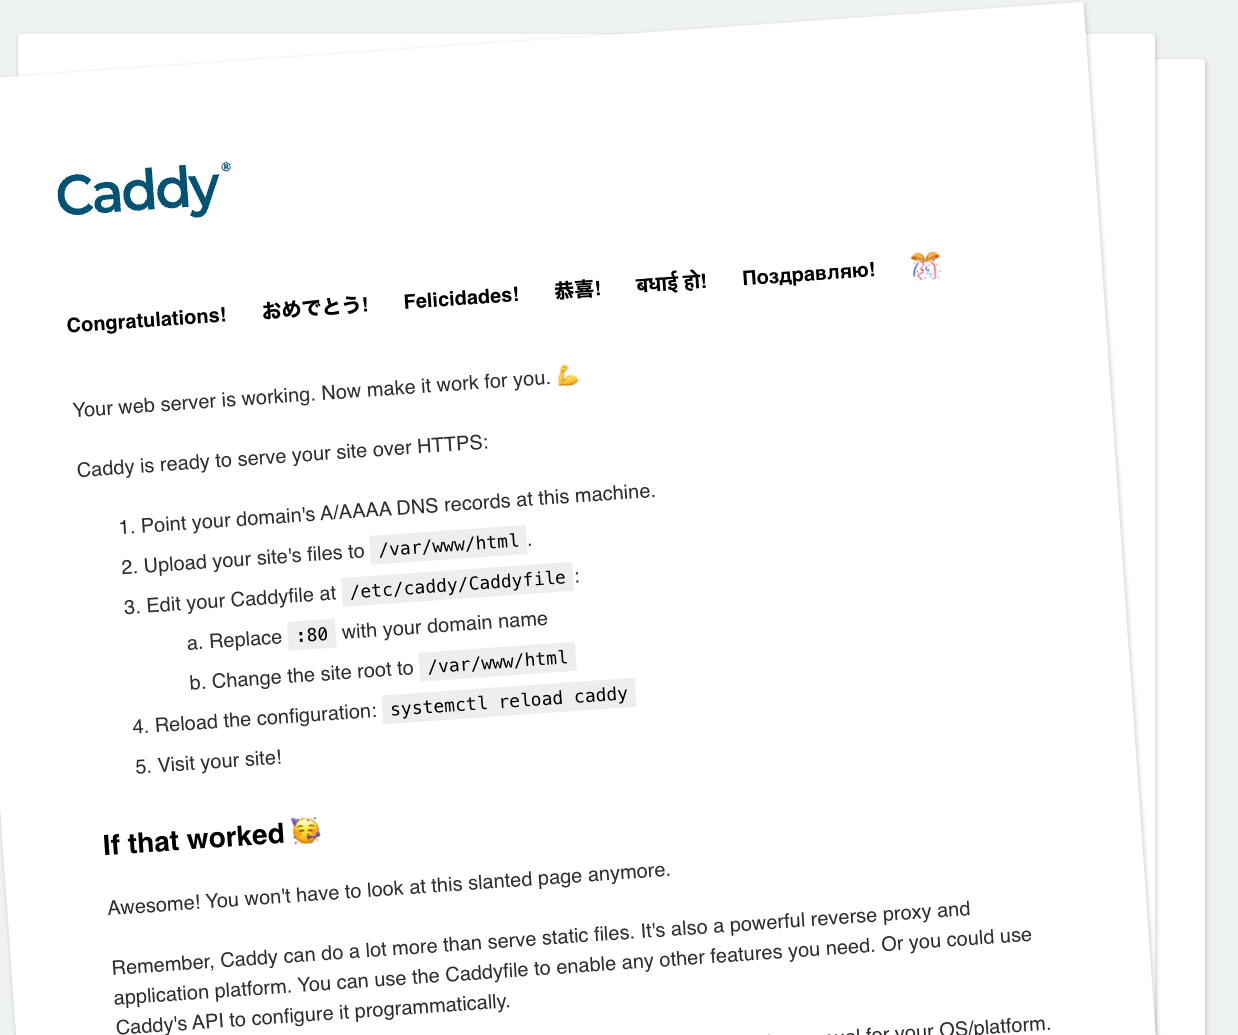 Caddy®
Congratulations! おめでとう! Felicidades! 恭喜! बधाई हो! Поздравляю! 🎊
Your web server is working. Now make it work for you. 💪
Caddy is ready to serve your site over HTTPS:
1. Point your domain's A/AAAA DNS records at this machine.
2. Upload your site's files to /var/www/html.
3. Edit your Caddyfile at /etc/caddy/Caddyfile:
a. Replace :80 with your domain name
b. Change the site root to /var/www/html
4. Reload the configuration: systemctl reload caddy
5. Visit your site!
If that worked 🥳
Awesome! You won't have to look at this slanted page anymore.
Remember, Caddy can do a lot more than serve static files. It's also a powerful reverse proxy and
application platform. You can use the Caddyfile to enable any other features you need. Or you could use
Caddy's API to configure it programmatically.
for your OS/platform.